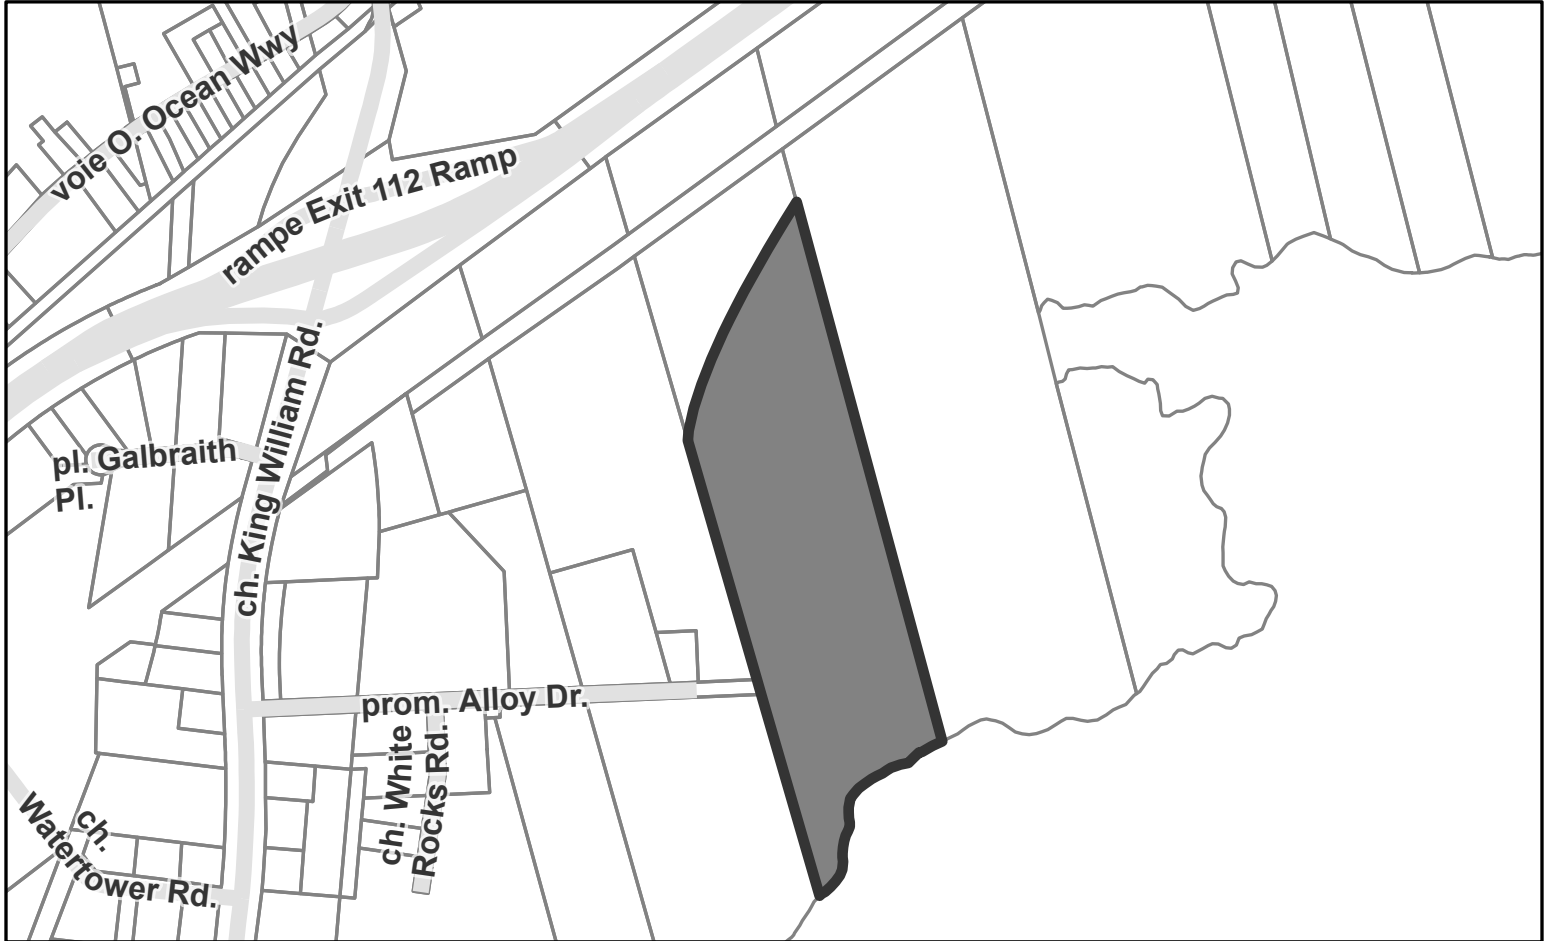 voie O. Ocean Wwy
rampe Exit 112 Ramp
ch. King William Rd.
pl. Galbraith
Pl.
prom. Alloy Dr.
ch. White
Rocks Rd.
ch.
Watertower Rd.